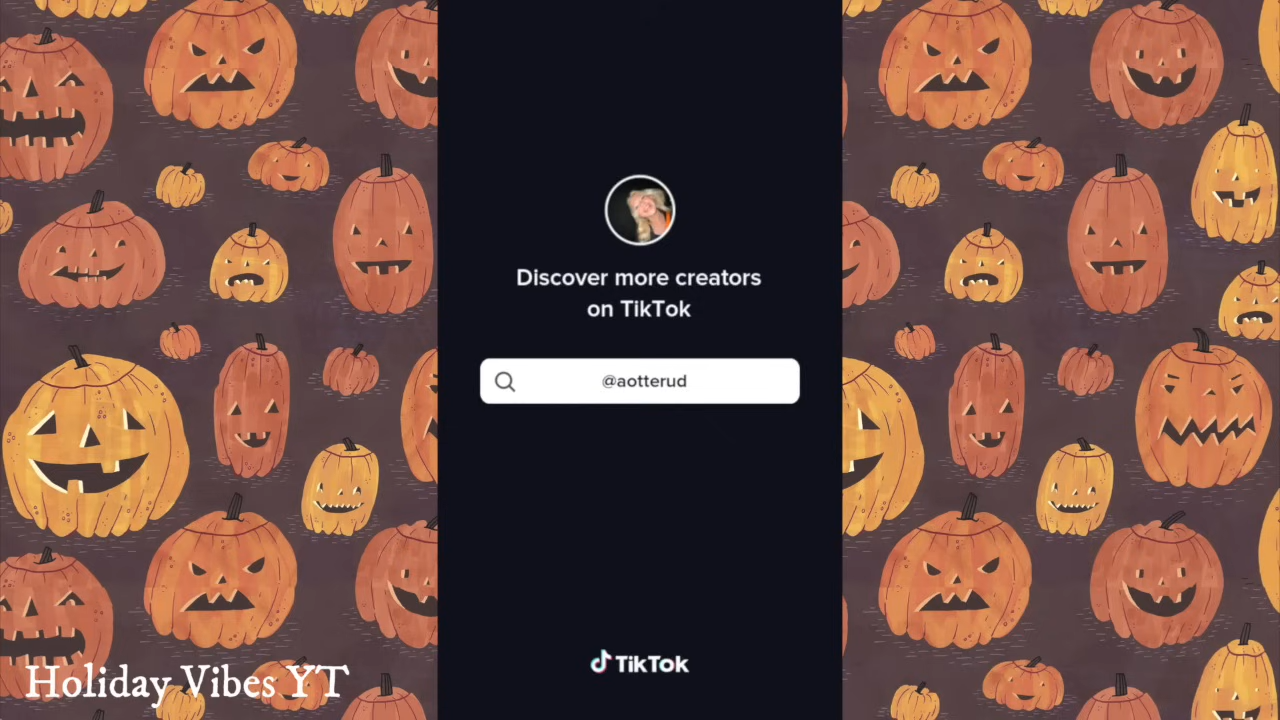 Discover more creators
on TikTok
@aotterud
TikTok
Holiday Vibes YT